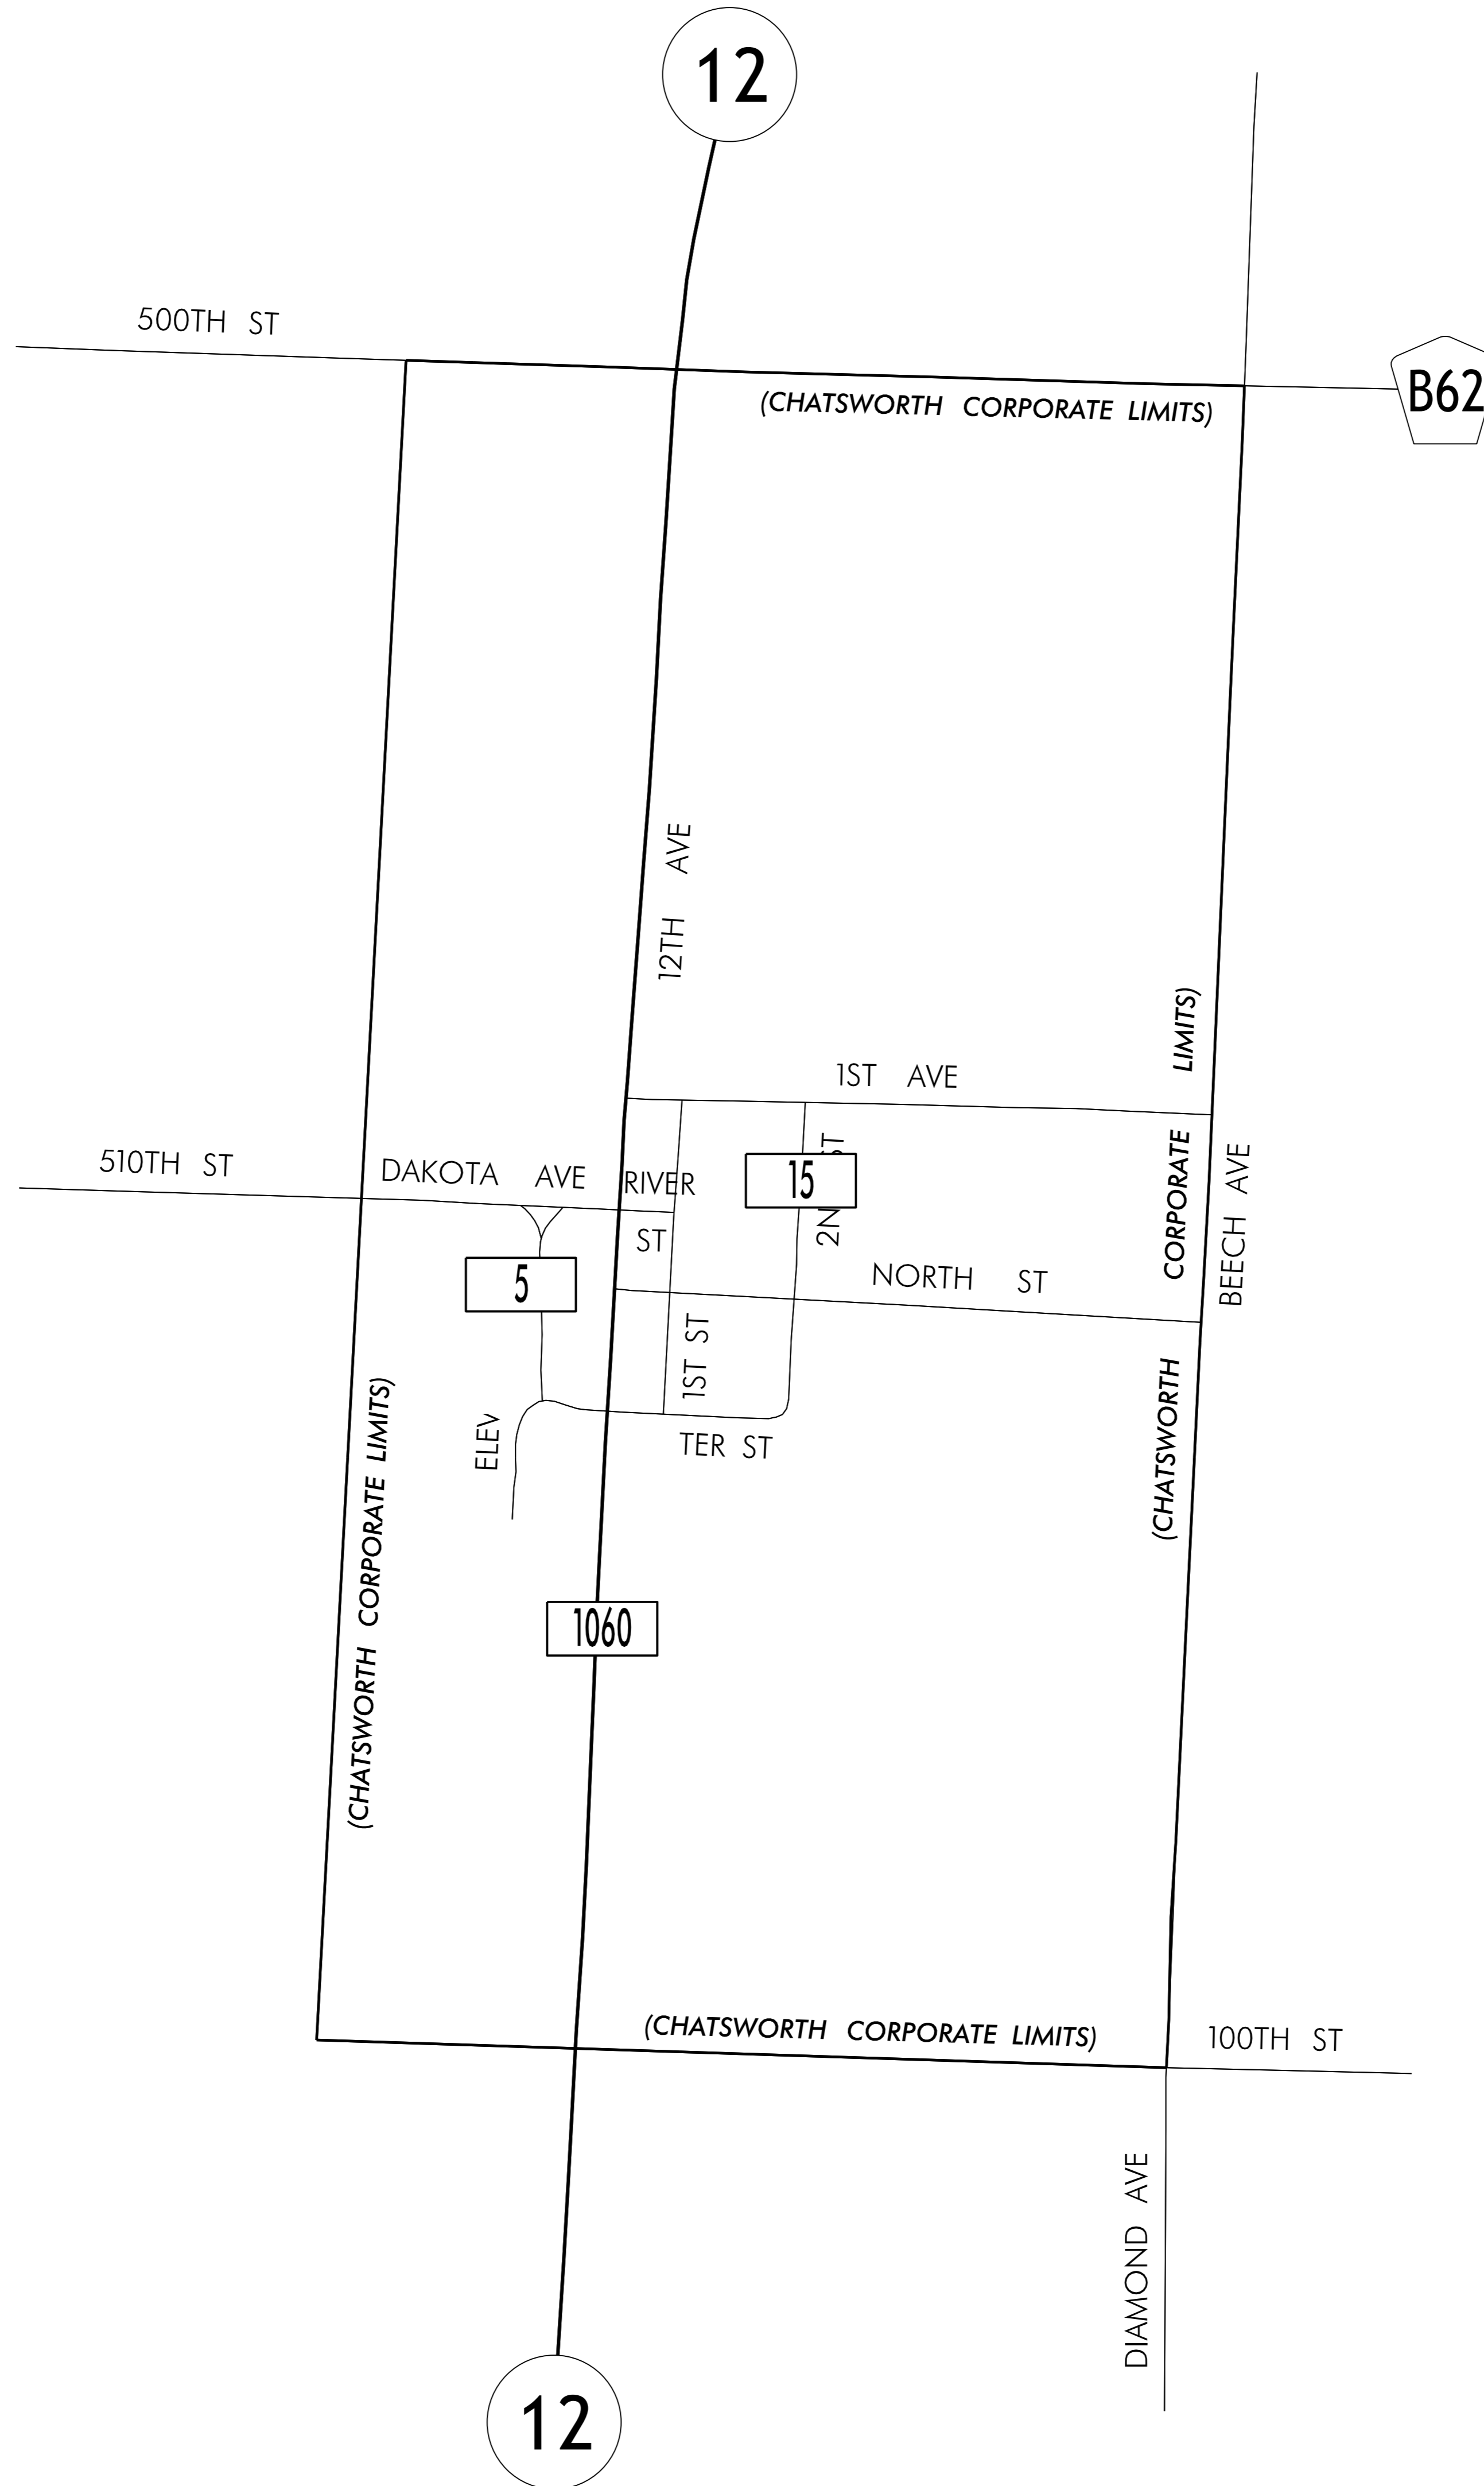 12
500TH ST
B62
(CHATSWORTH CORPORATE LIMITS)
12TH AVE
1ST AVE
(CHATSWORTH CORPORATE LIMITS)
BEECH AVE
510TH ST
DAKOTA AVE
RIVER
ST
15
5
NORTH ST
1ST ST
ELEV
TER ST
(CHATSWORTH CORPORATE LIMITS)
1060
(CHATSWORTH CORPORATE LIMITS)
100TH ST
DIAMOND AVE
12